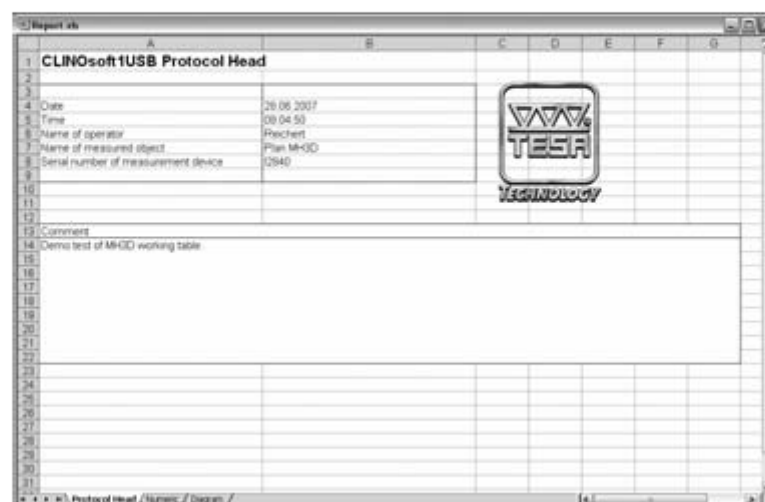 Report.xls
A B C D E F G
1 CLINOsoft1USB Protocol Head
2
3
4 Date 28.06.2007
5 Time 09:04:50
6 Name of operator Reichert
7 Name of measured object Plan MH3D
8 Serial number of measurement device I2940
9
10
11
12
13 Comment
14 Demo test of MH3D working table
15
16
17
18
19
20
21
22
23
24
25
26
27
28
29
30
31
TESA
TECHNOLOGY
Protocol Head / Numeric / Diagram /